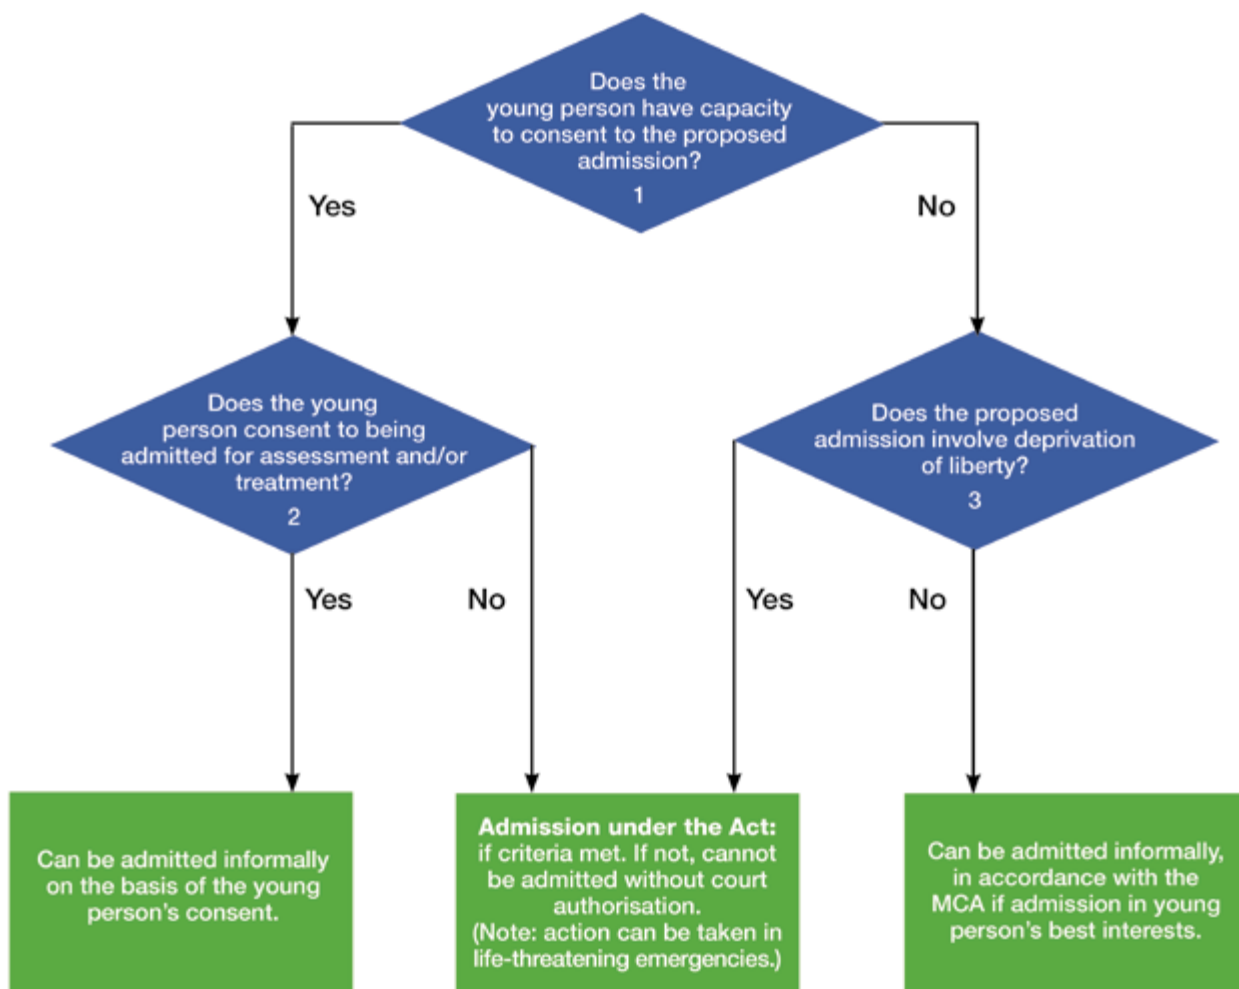 Does the
young person have capacity
to consent to the proposed
admission?
1
Yes
No
Does the young
person consent to being
admitted for assessment and/or
treatment?
2
Does the proposed
admission involve deprivation
of liberty?
3
Yes
No
Yes
No
Can be admitted informally
on the basis of the young
person's consent.
Admission under the Act:
if criteria met. If not, cannot
be admitted without court
authorisation.
(Note: action can be taken in
life-threatening emergencies.)
Can be admitted informally,
in accordance with the
MCA if admission in young
person's best interests.